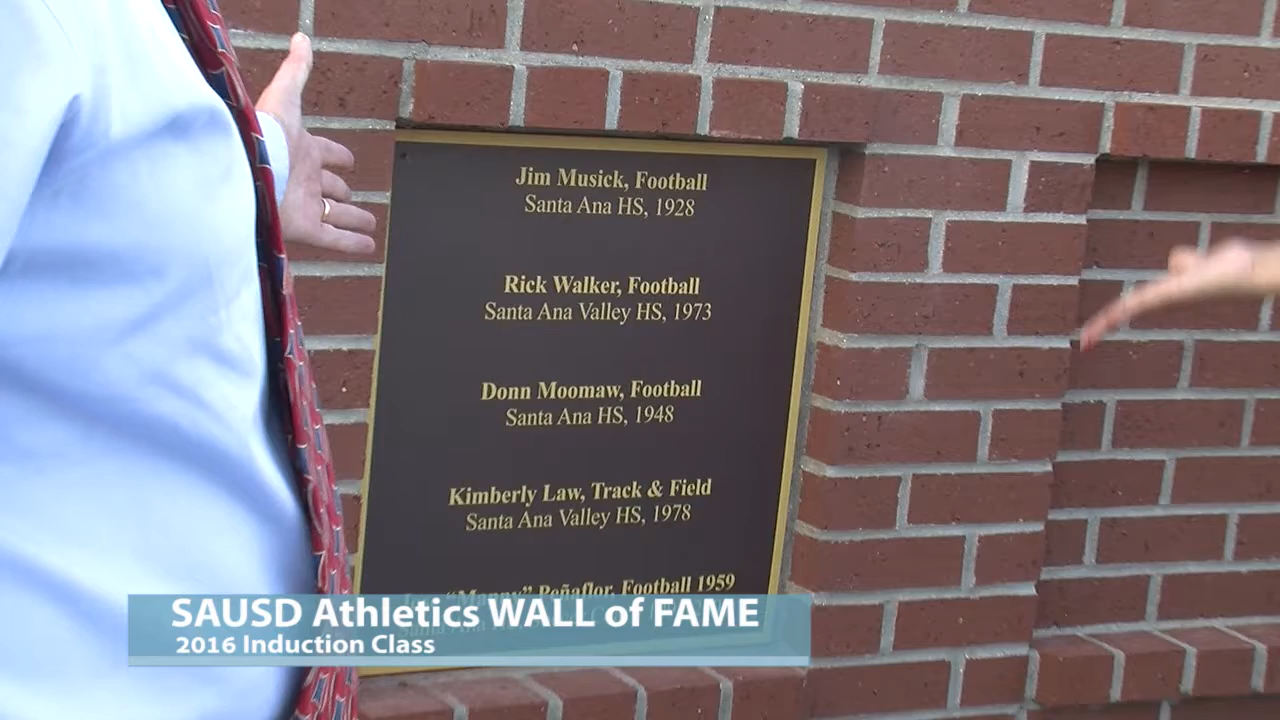 Jim Musick, Football
Santa Ana HS, 1928
Rick Walker, Football
Santa Ana Valley HS, 1973
Donn Moomaw, Football
Santa Ana HS, 1948
Kimberly Law, Track & Field
Santa Ana Valley HS, 1978
"Manny" Peñaflor, Football 1959
SAUSD Athletics WALL of FAME
2016 Induction Class